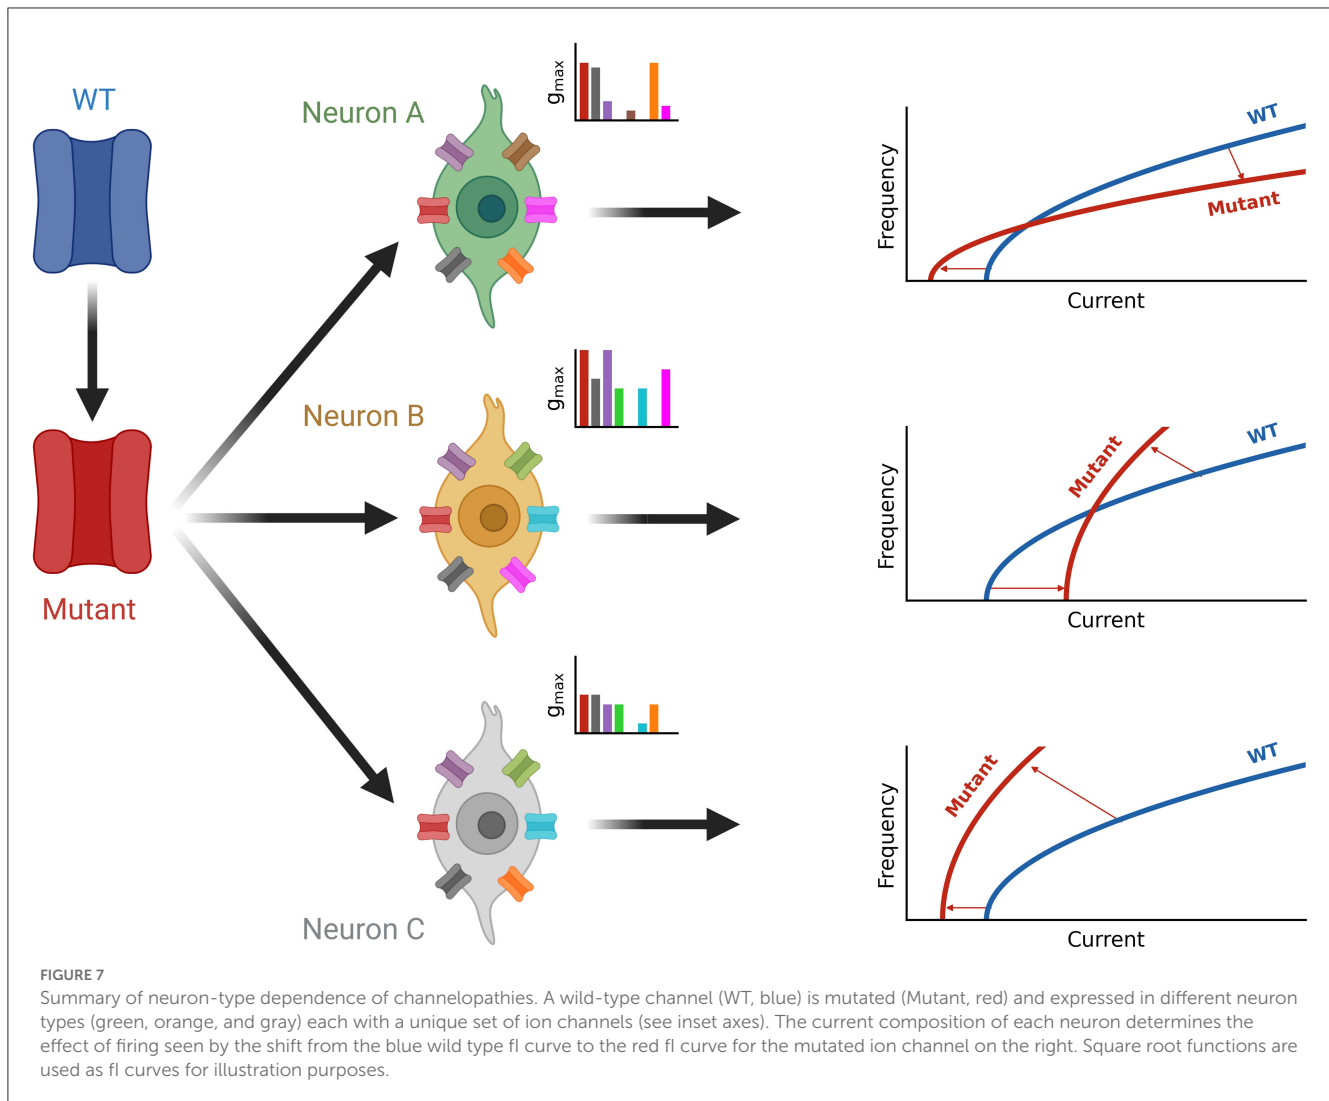 WT
Mutant
Neuron A
gmax
Frequency
WT
Mutant
Current
Neuron B
gmax
Frequency
Mutant
WT
Current
Neuron C
gmax
Frequency
Mutant
WT
Current
FIGURE 7
Summary of neuron-type dependence of channelopathies. A wild-type channel (WT, blue) is mutated (Mutant, red) and expressed in different neuron
types (green, orange, and gray) each with a unique set of ion channels (see inset axes). The current composition of each neuron determines the
effect of firing seen by the shift from the blue wild type fI curve to the red fI curve for the mutated ion channel on the right. Square root functions are
used as fI curves for illustration purposes.